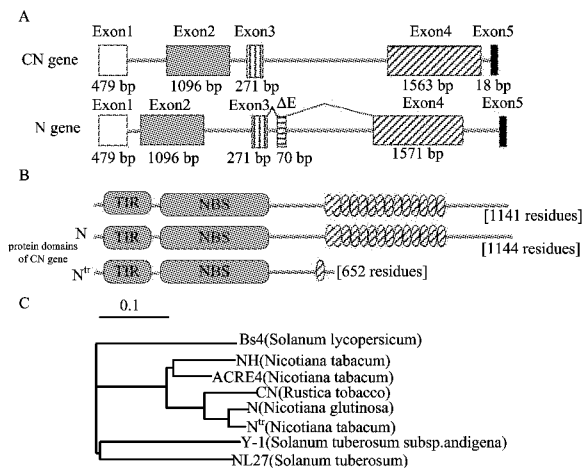 A
Exon1 Exon2 Exon3 Exon4 Exon5
CN gene
479 bp 1096 bp 271 bp 1563 bp 18 bp
Exon1 Exon2 Exon3 ΔE Exon4 Exon5
N gene
479 bp 1096 bp 271 bp 70 bp 1571 bp
B
TIR NBS [1141 residues]
N TIR NBS [1144 residues]
protein domains
of CN gene
Ntr TIR NBS [652 residues]
C
0.1
Bs4(Solanum lycopersicum)
NH(Nicotiana tabacum)
ACRE4(Nicotiana tabacum)
CN(Rustica tobacco)
N(Nicotiana glutinosa)
Ntr(Nicotiana tabacum)
Y-1(Solanum tuberosum subsp.andigena)
NL27(Solanum tuberosum)